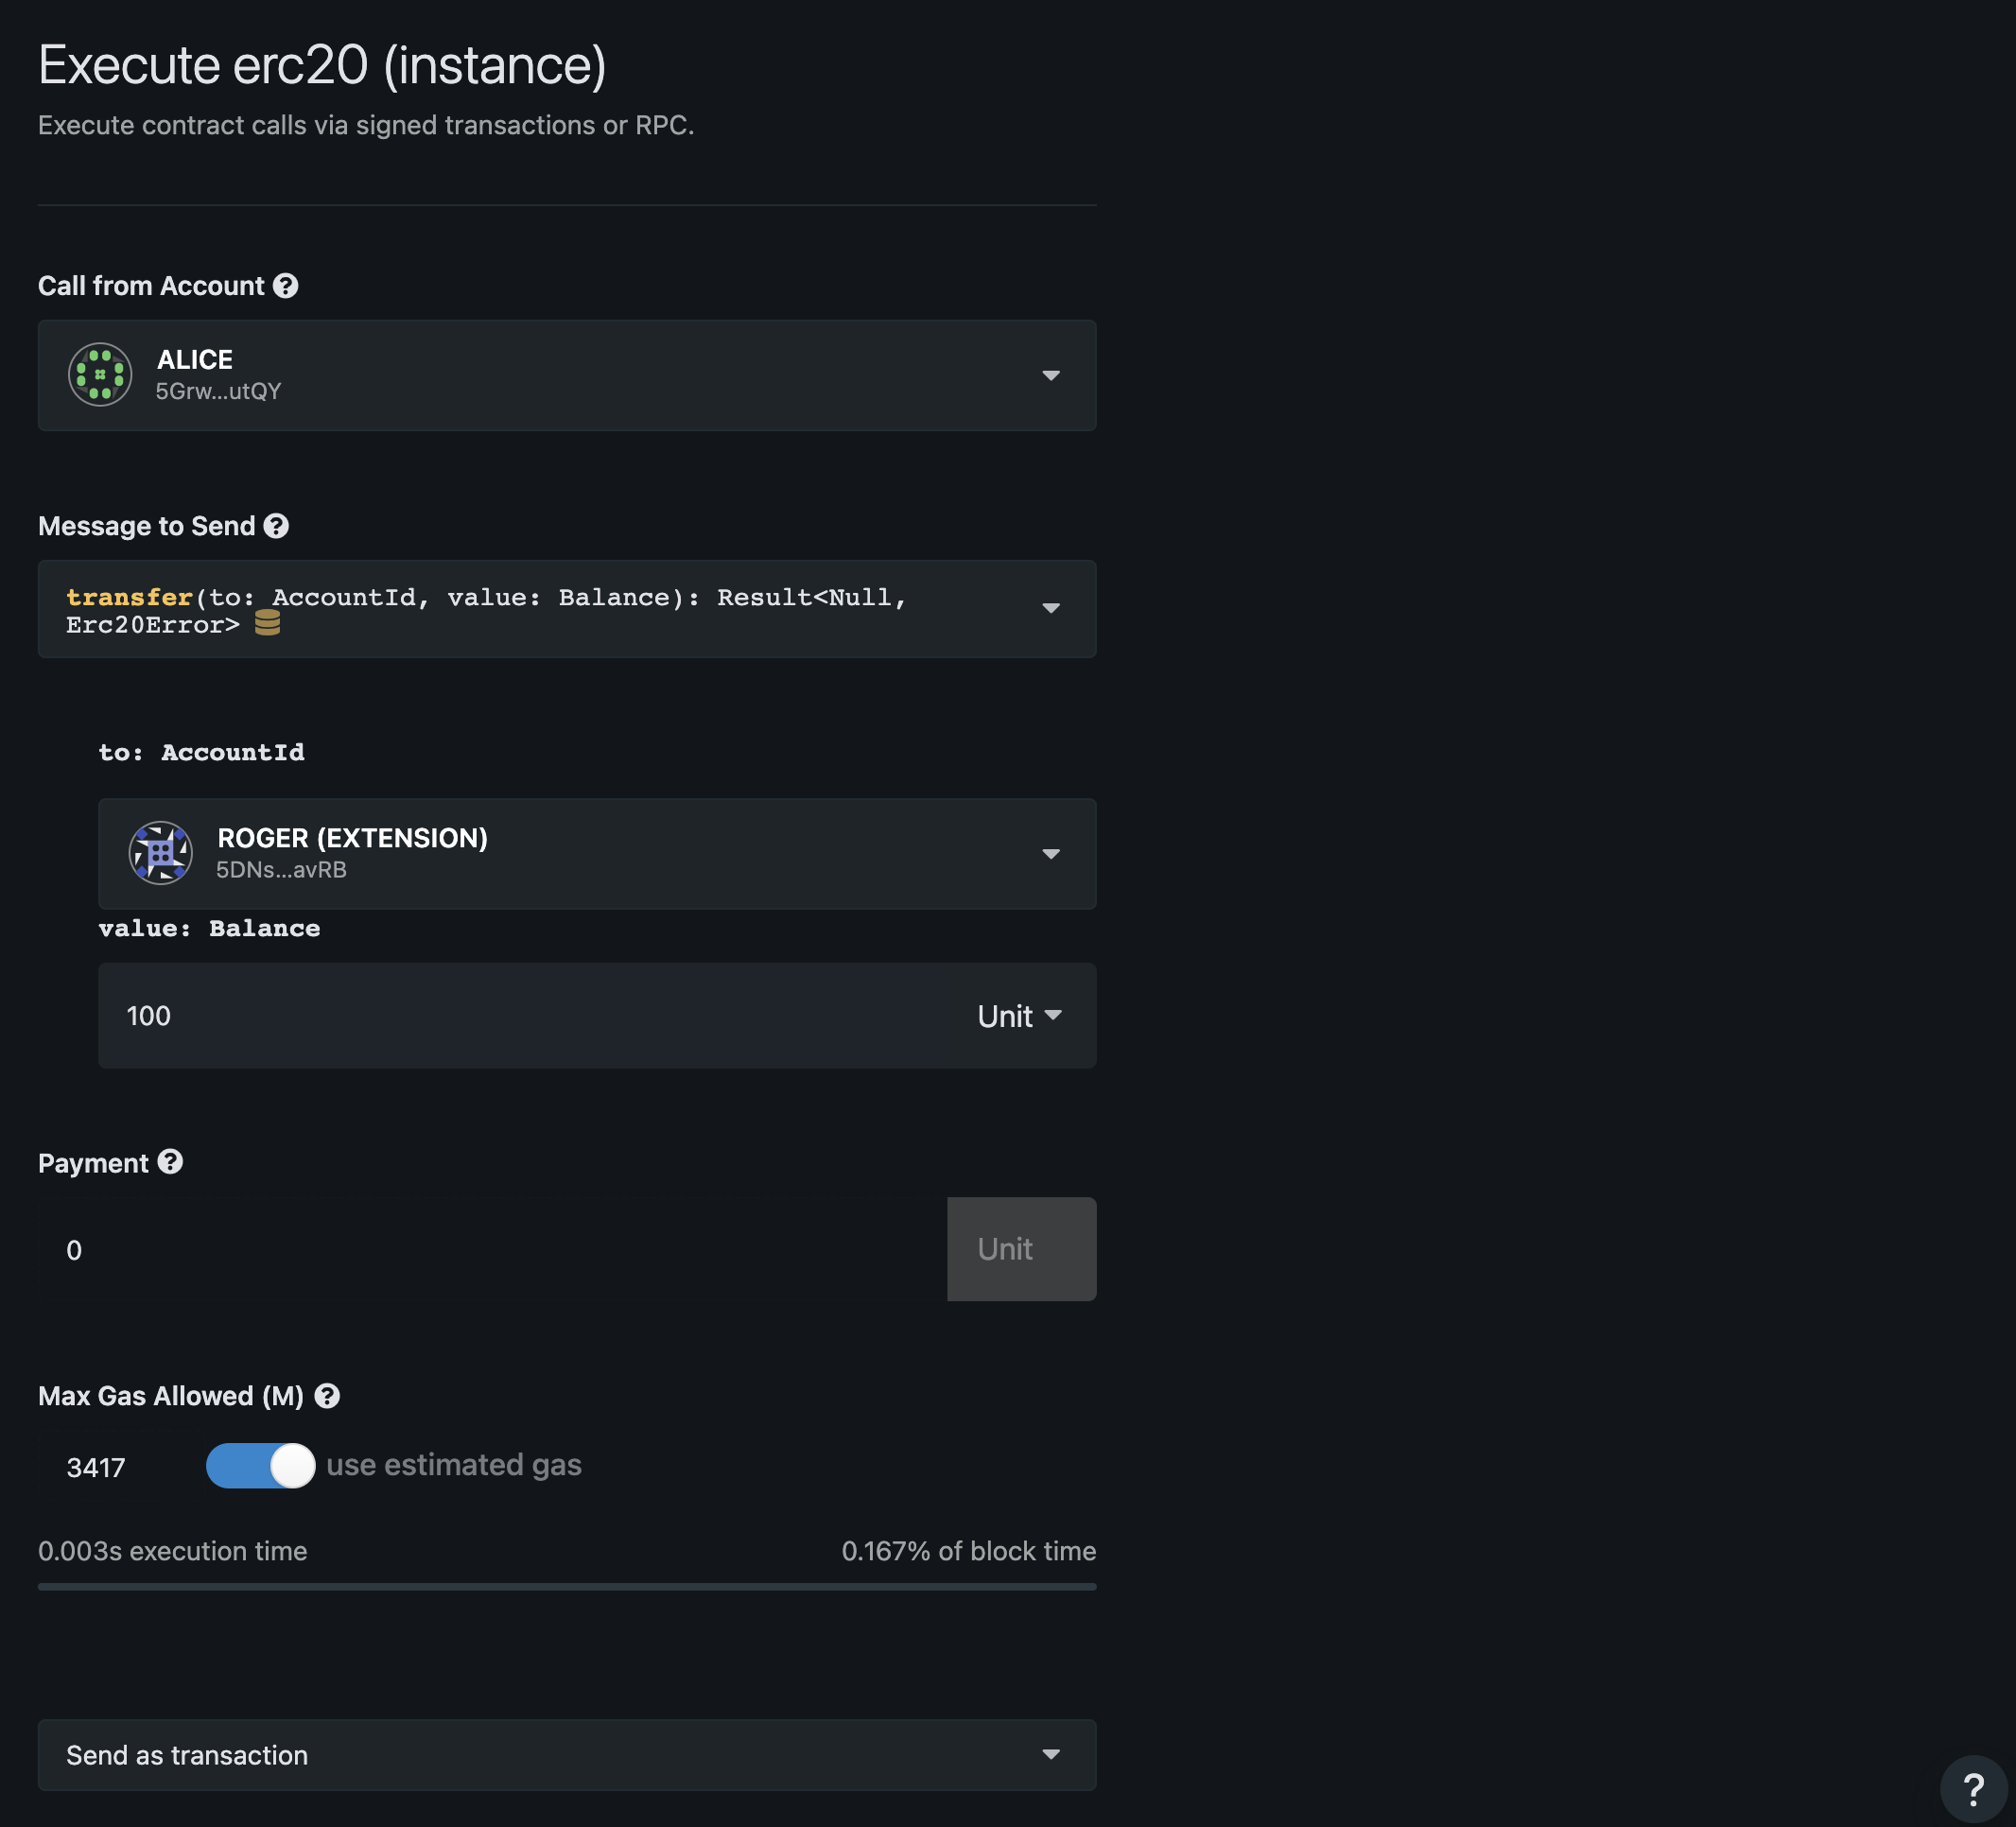 Execute erc20 (instance)
Execute contract calls via signed transactions or RPC.
Call from Account ?
ALICE
5Grw...utQY
Message to Send ?
transfer(to: AccountId, value: Balance): Result<Null,
Erc20Error>
to: AccountId
ROGER (EXTENSION)
5DNs...avRB
value: Balance
100 Unit
Payment ?
0 Unit
Max Gas Allowed (M) ?
3417 use estimated gas
0.003s execution time 0.167% of block time
Send as transaction
?